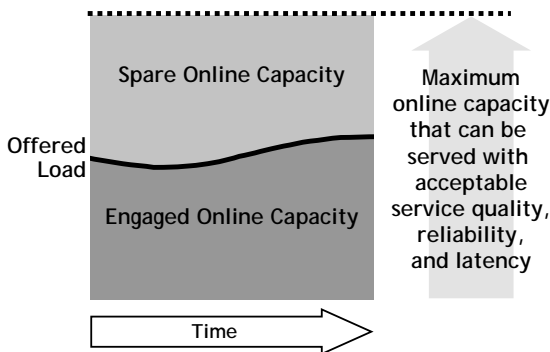 Spare Online Capacity
Offered
Load
Engaged Online Capacity
Time
Maximum
online capacity
that can be
served with
acceptable
service quality,
reliability,
and latency